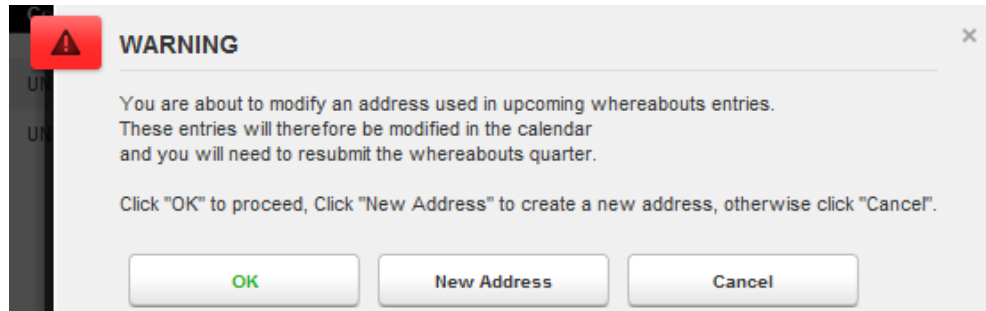 WARNING
×
You are about to modify an address used in upcoming whereabouts entries.
These entries will therefore be modified in the calendar
and you will need to resubmit the whereabouts quarter.
Click "OK" to proceed, Click "New Address" to create a new address, otherwise click "Cancel".
OK
New Address
Cancel